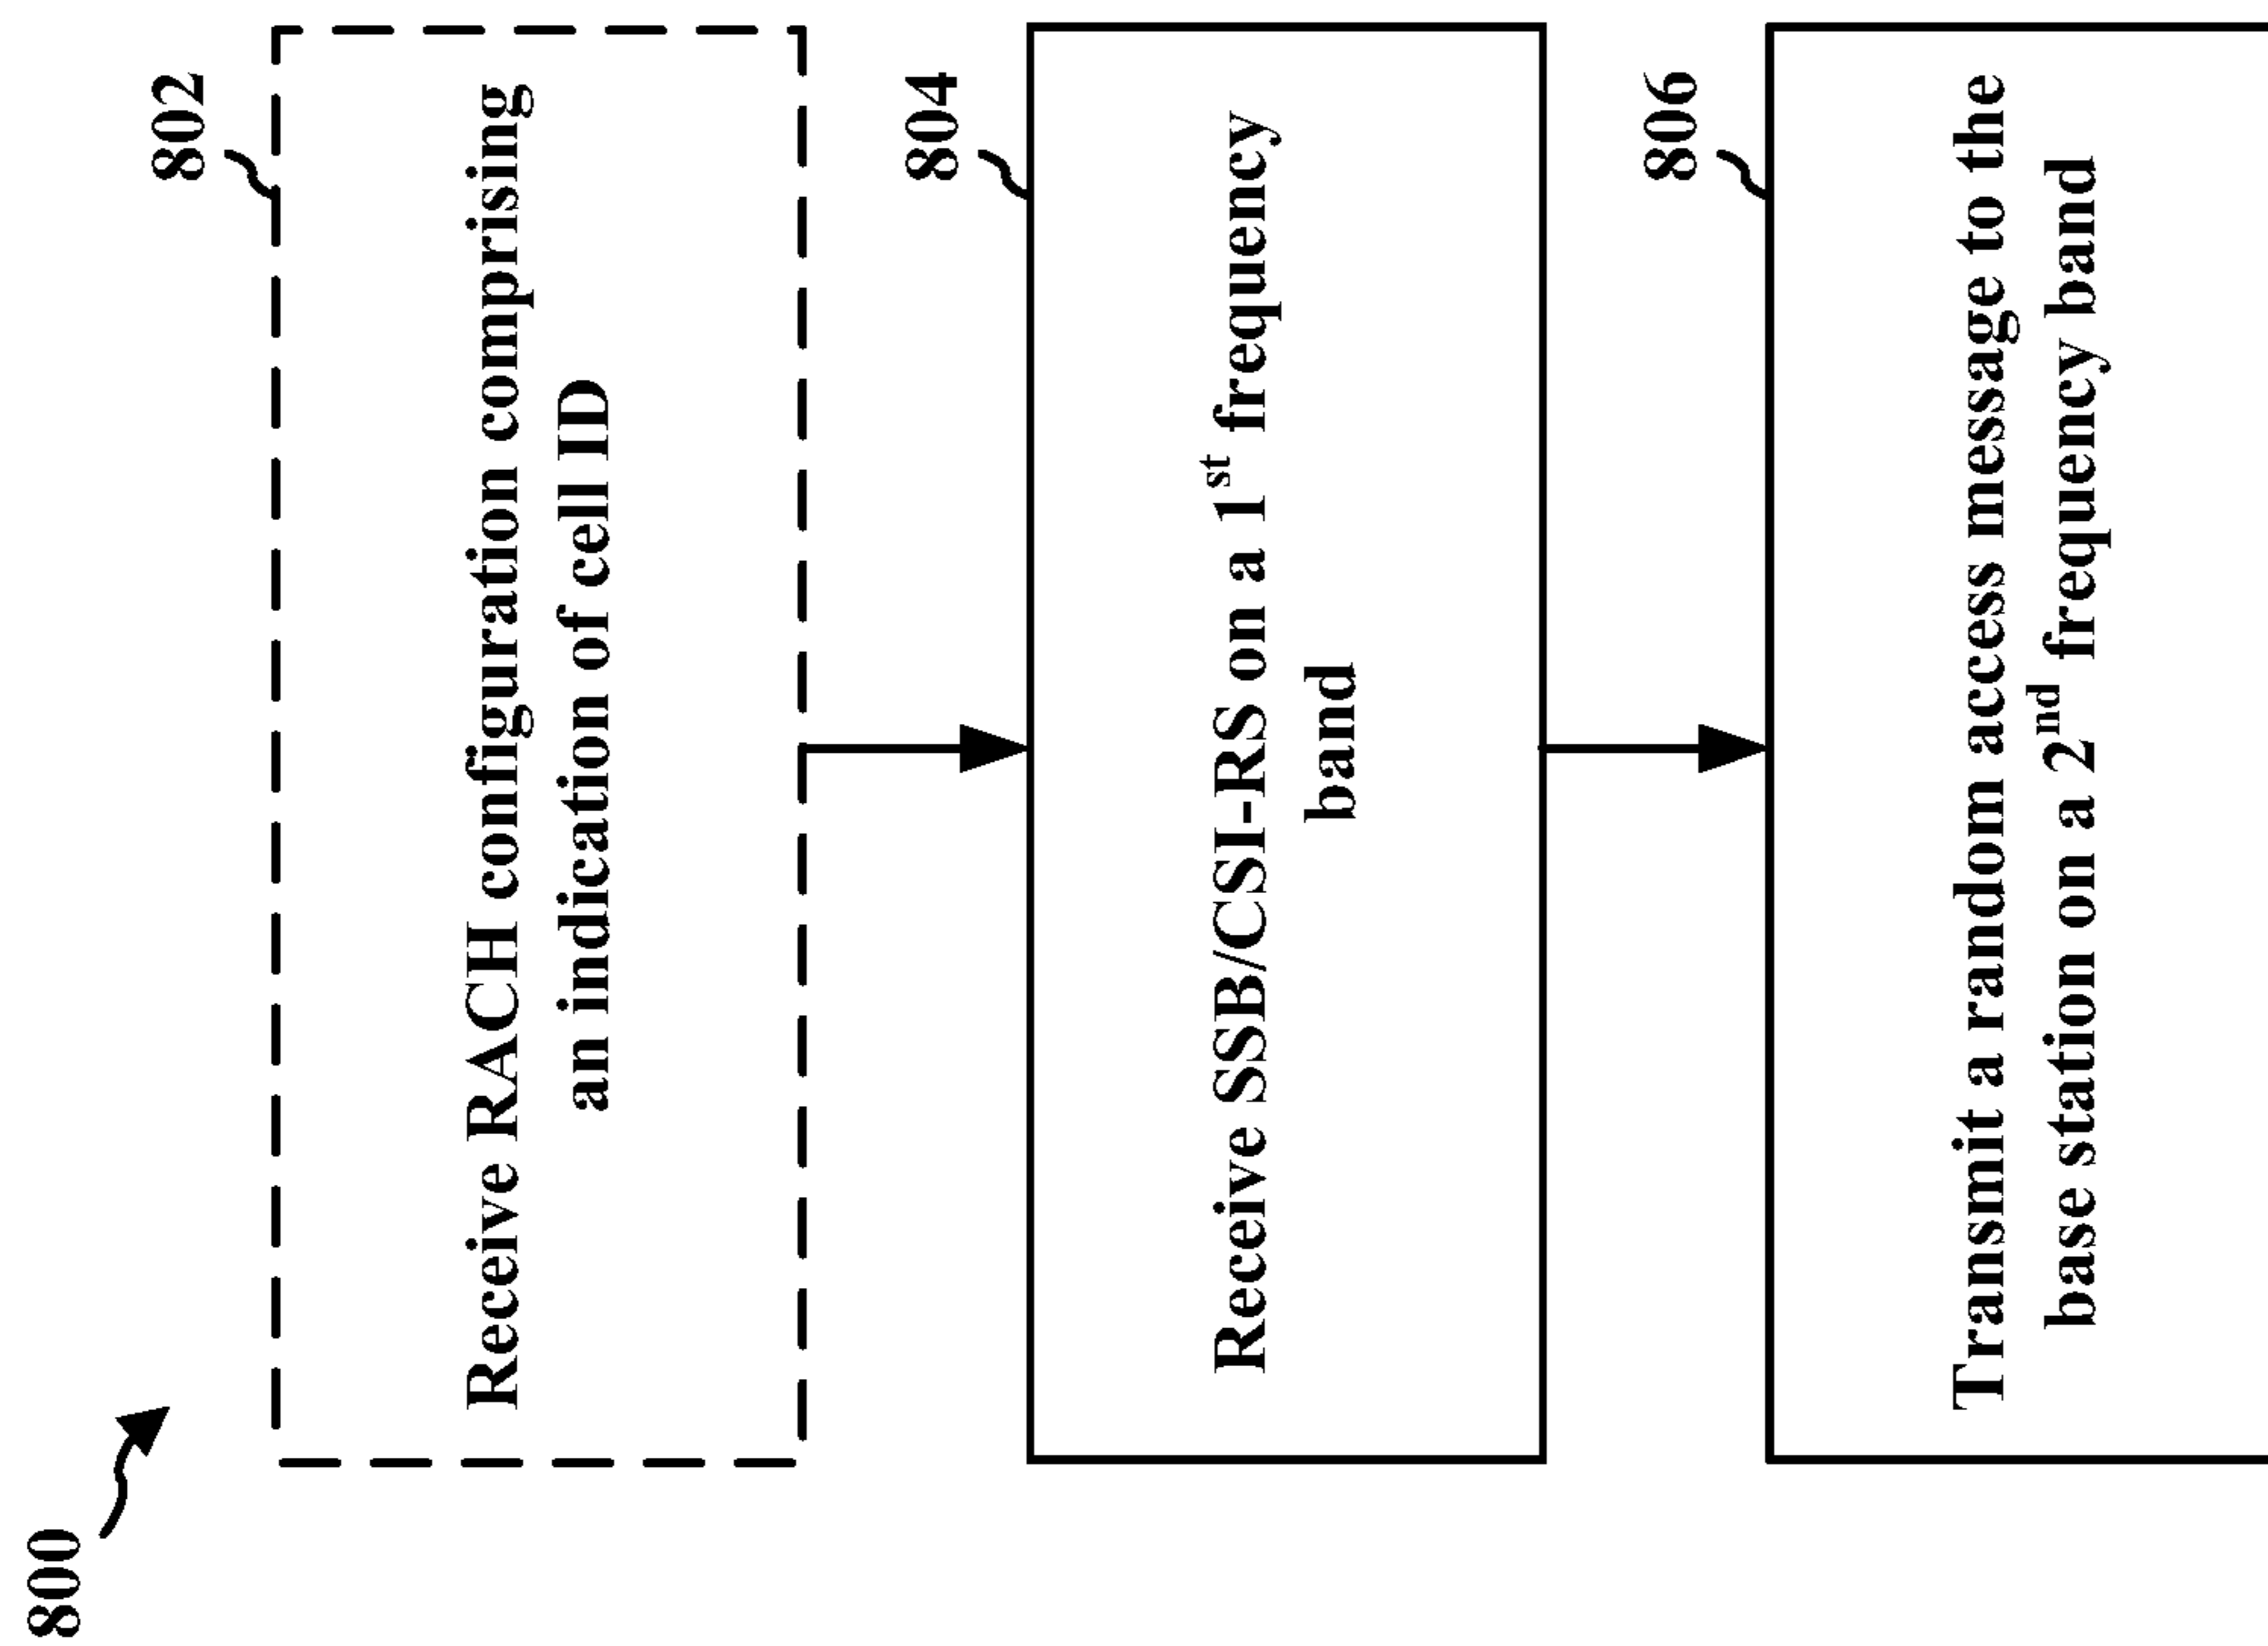 800
802
Receive RACH configuration comprising
an indication of cell ID
804
Receive SSB/CSI-RS on a 1st frequency
band
806
Transmit a random access message to the
base station on a 2nd frequency band